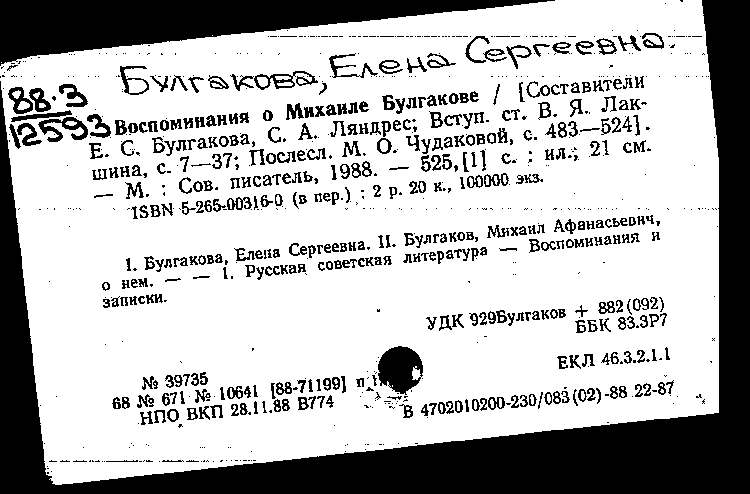 Булгакова, Елена Сергеевна.
88.3
12593
Воспоминания о Михаиле Булгакове / [Составители
Е. С. Булгакова, С. А. Ляндрес; Вступ. ст. В. Я. Лак-
шина, с. 7—37; Послесл. М. О. Чудаковой, с. 483—524].
— М. : Сов. писатель, 1988. — 525,[1] с. : ил.; 21 см.
ISBN 5-265-00316-0 (в пер.) : 2 р. 20 к., 100000 экз.
I. Булгакова, Елена Сергеевна. II. Булгаков, Михаил Афанасьевич,
о нем. — — 1. Русская советская литература — Воспоминания и
записки.
УДК 929Булгаков + 882(092)
ББК 83.3Р7
ЕКЛ 46.3.2.1.1
№ 39735
68 № 671 № 10641 [88-71199] п
НПО ВКП 28.11.88 В774
В 4702010200-230/083(02)-88 22-87